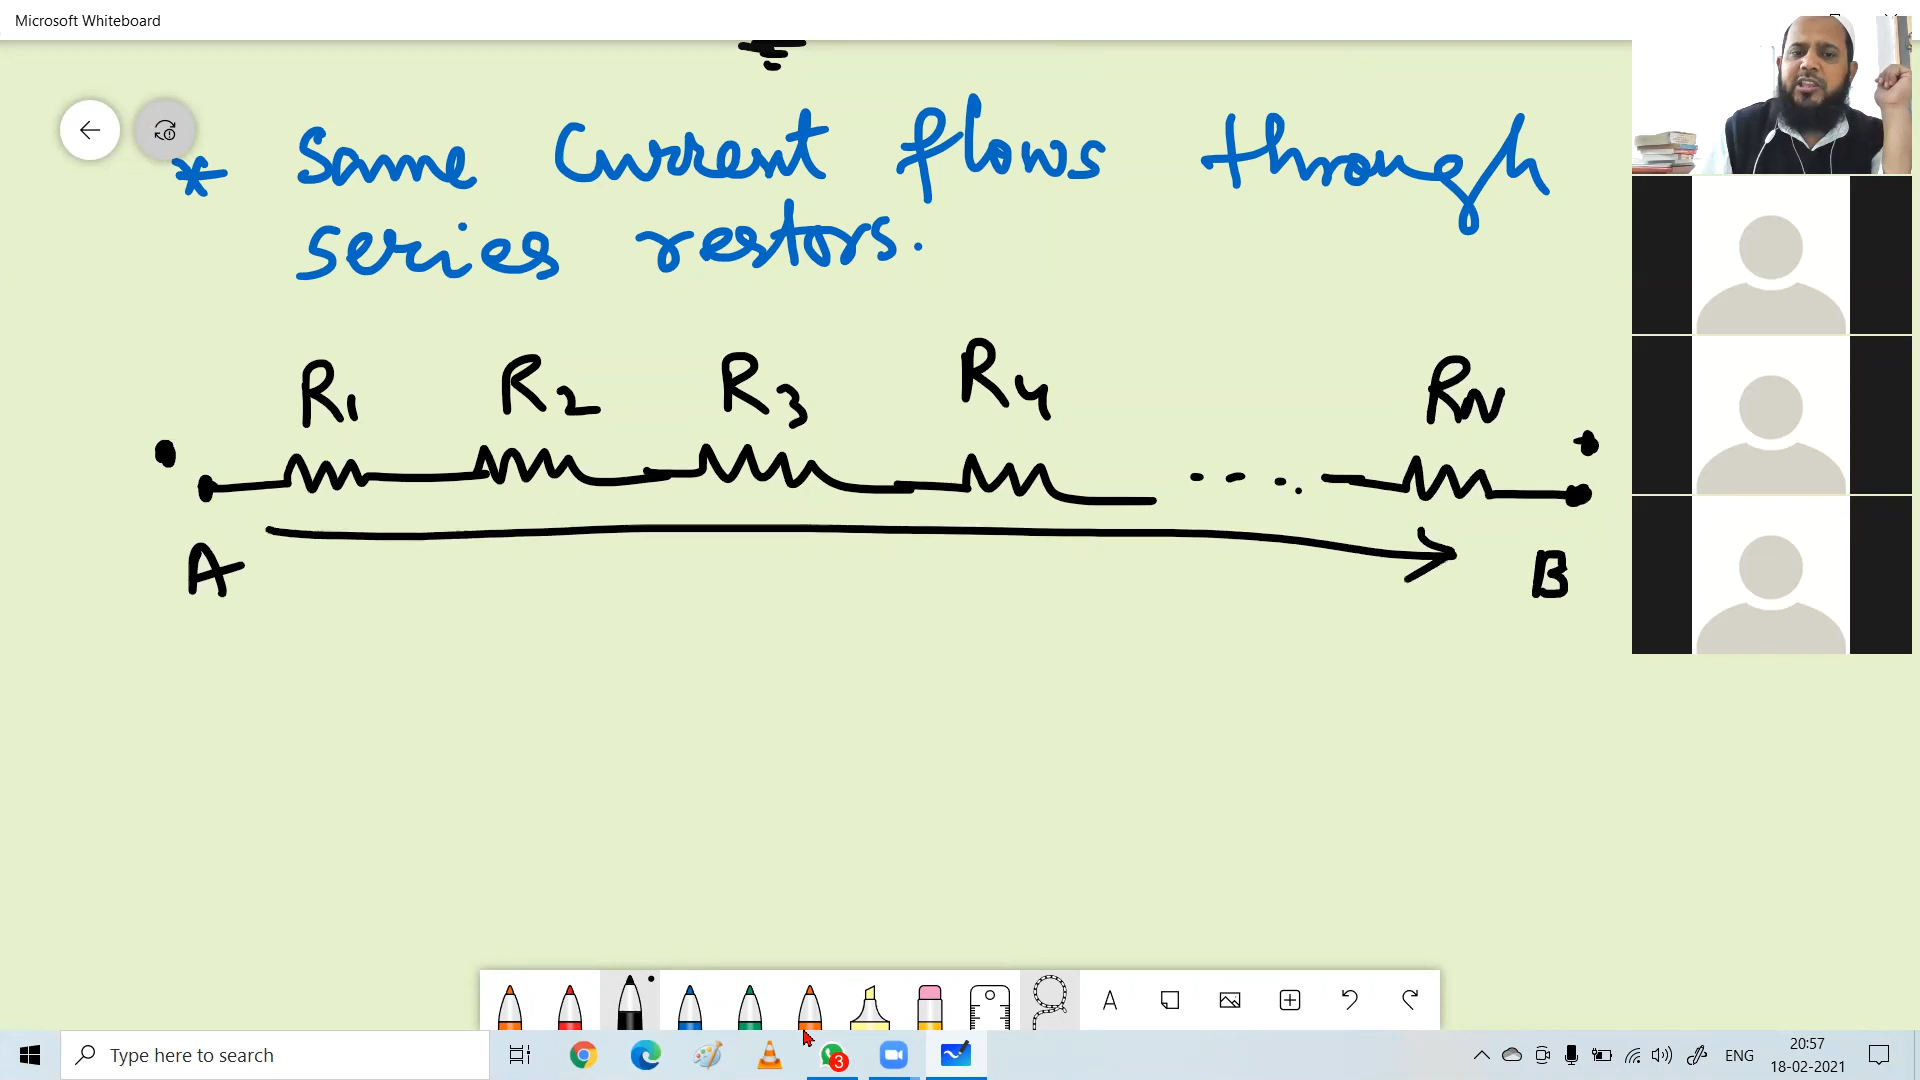 Microsoft Whiteboard
* Same Current flows through
series restors.
R1 R2 R3 R4 RN
A B
A
Type here to search
3
ENG
20:57
18-02-2021